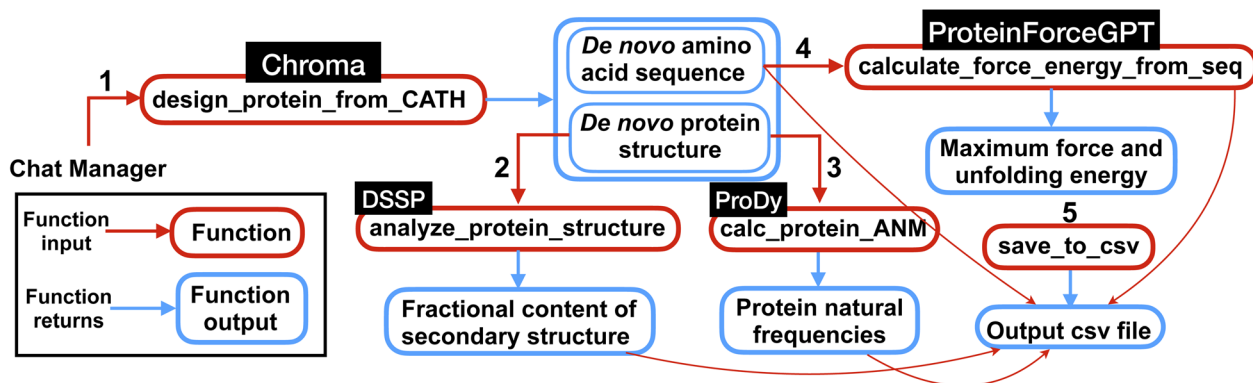 1
Chroma
design_protein_from_CATH
Chat Manager
De novo amino
acid sequence
De novo protein
structure
4
ProteinForceGPT
calculate_force_energy_from_seq
Maximum force and
unfolding energy
2
DSSP
analyze_protein_structure
Fractional content of
secondary structure
3
ProDy
calc_protein_ANM
Protein natural
frequencies
5
save_to_csv
Output csv file
Function
input
Function
Function
returns
Function
output